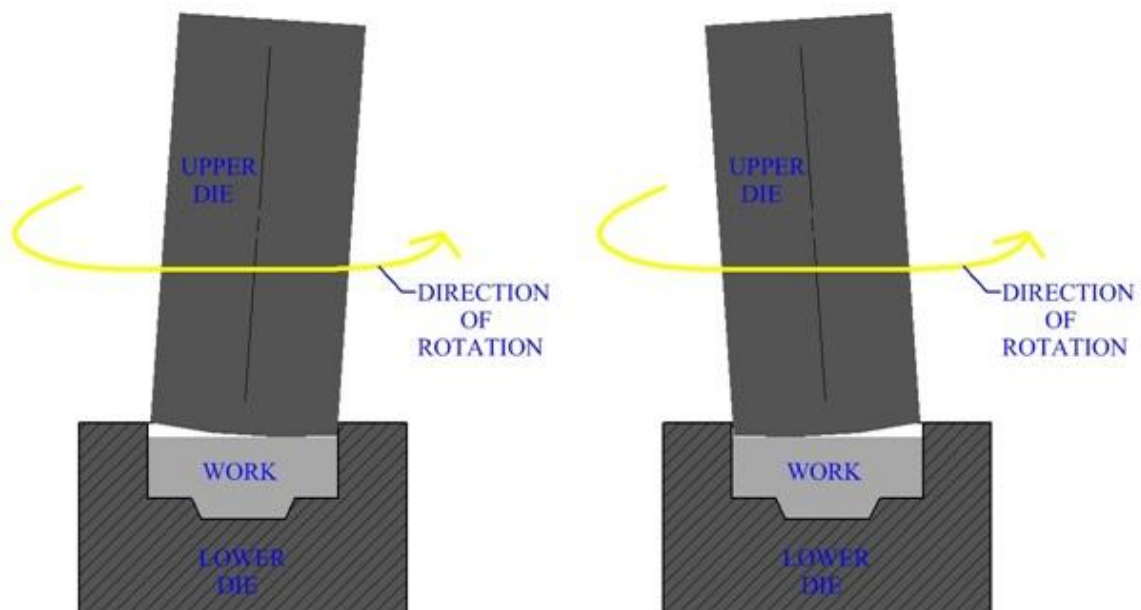 UPPER
DIE
DIRECTION
OF
ROTATION
WORK
LOWER
DIE
UPPER
DIE
DIRECTION
OF
ROTATION
WORK
LOWER
DIE